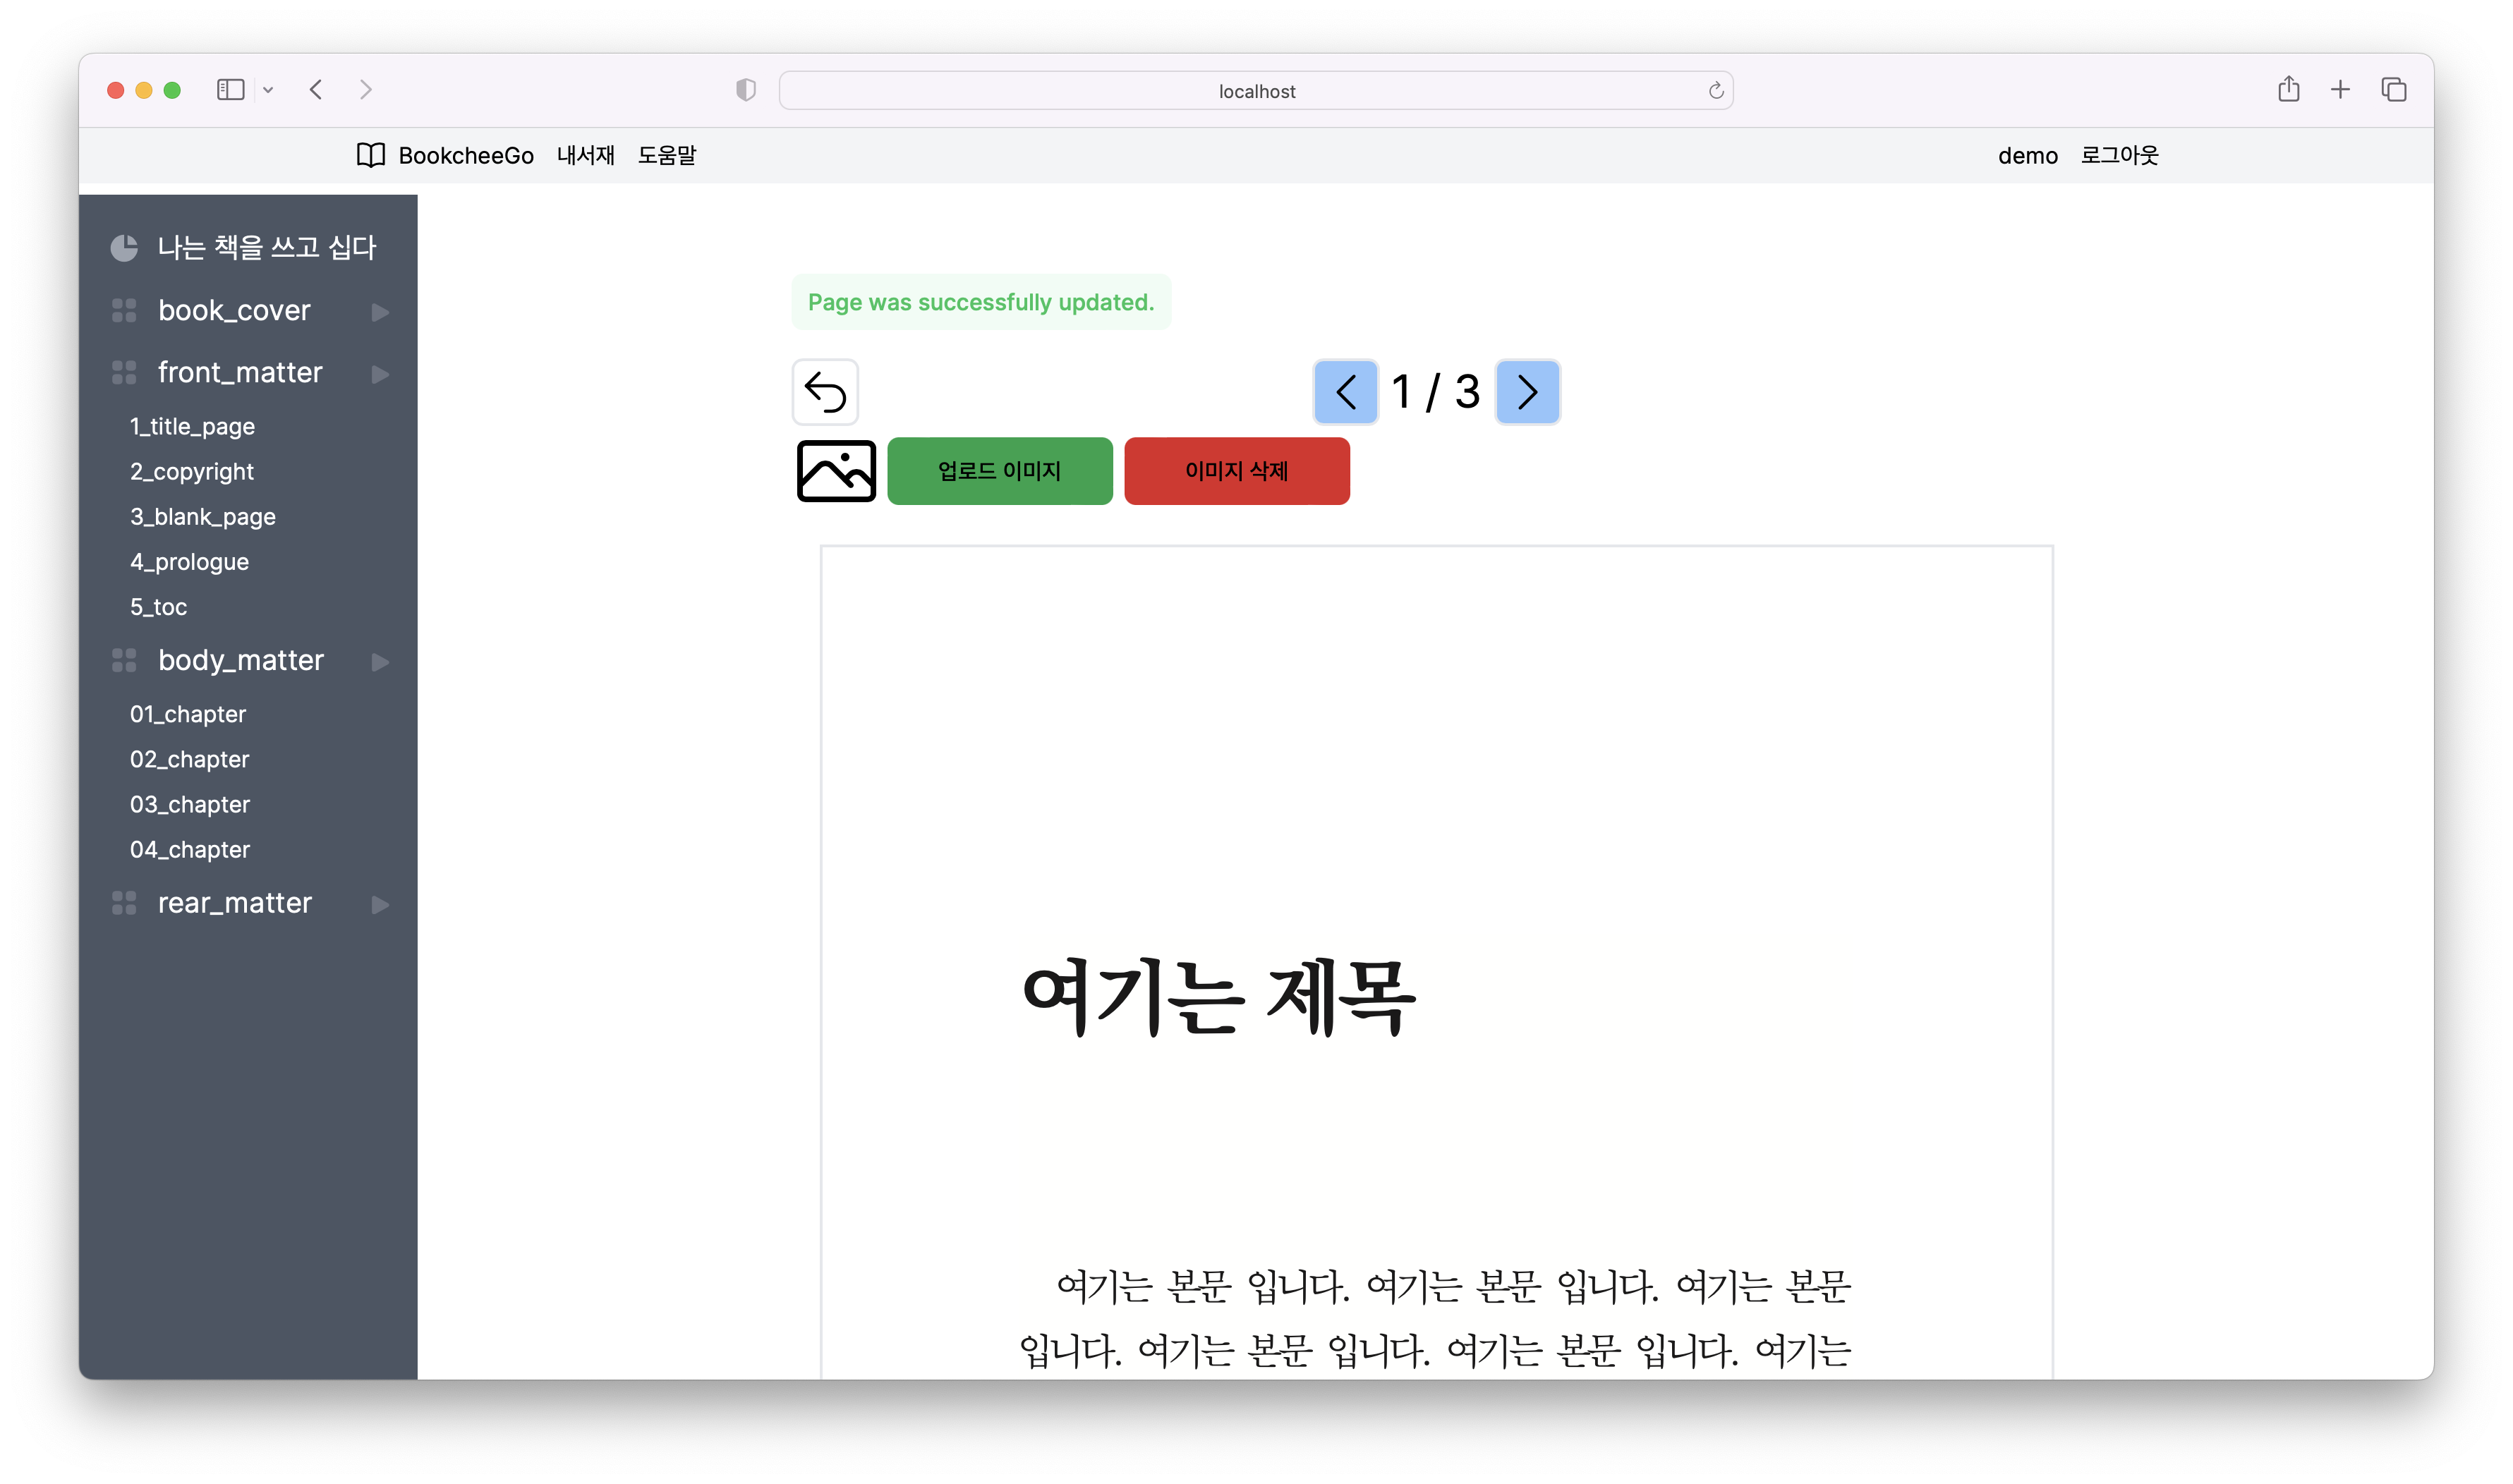 localhost
BookcheeGo 내서재 도움말 demo 로그아웃
나는 책을 쓰고 십다
book_cover
front_matter
1_title_page
2_copyright
3_blank_page
4_prologue
5_toc
body_matter
01_chapter
02_chapter
03_chapter
04_chapter
rear_matter
Page was successfully updated.
1 / 3
업로드 이미지 이미지 삭제
여기는 제목
여기는 본문 입니다. 여기는 본문 입니다. 여기는 본문
입니다. 여기는 본문 입니다. 여기는 본문 입니다. 여기는